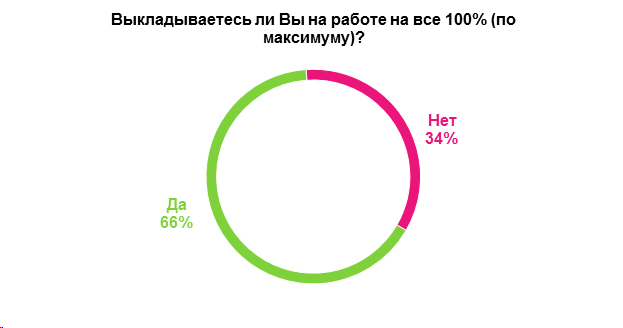 Выкладываетесь ли Вы на работе на все 100% (по
максимуму)?
Нет
34%
Да
66%